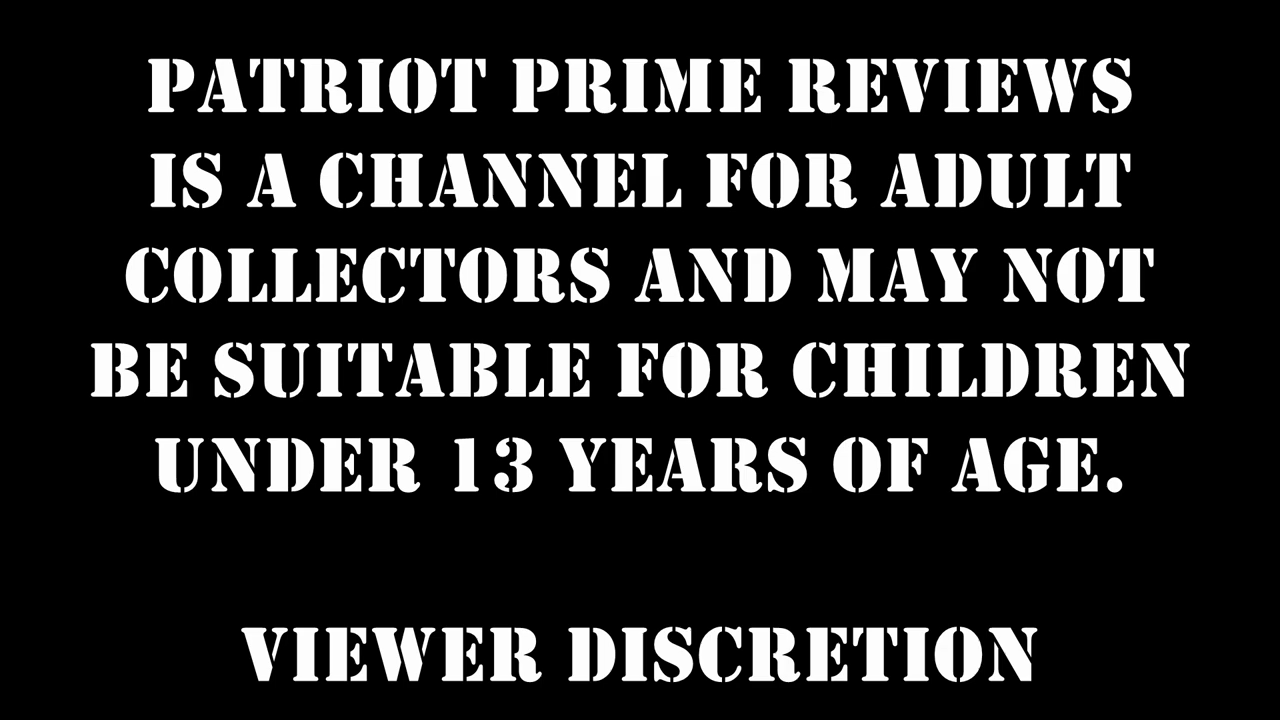 PATRIOT PRIME REVIEWS
IS A CHANNEL FOR ADULT
COLLECTORS AND MAY NOT
BE SUITABLE FOR CHILDREN
UNDER 13 YEARS OF AGE.
VIEWER DISCRETION